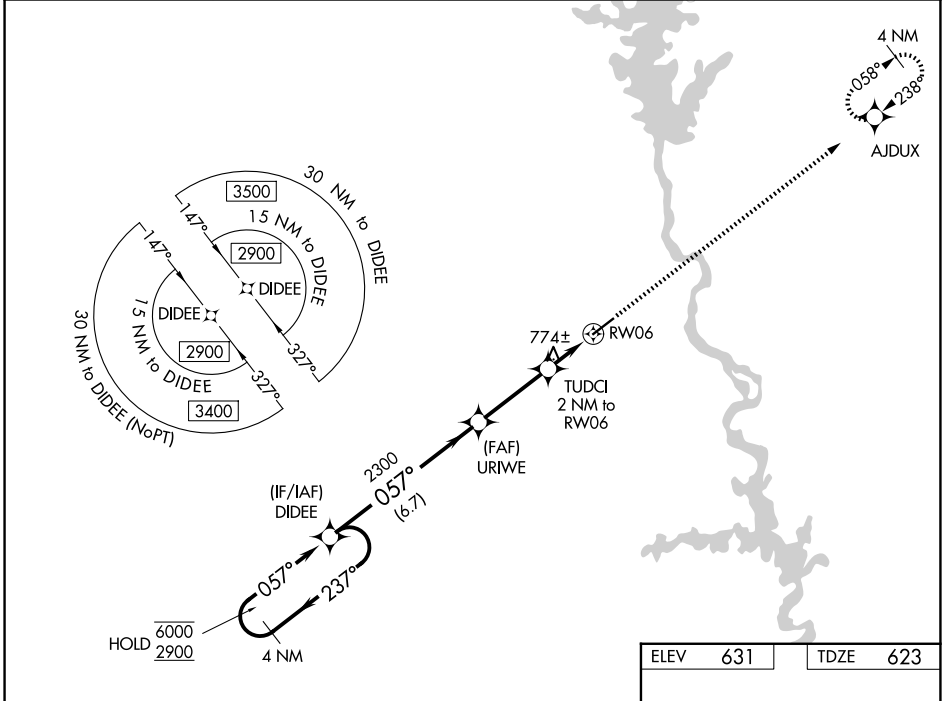 4 NM
058°
238°
AJDUX
30 NM to DIDEE
3500
147°
15 NM to DIDEE
2900
DIDEE
327°
147°
DIDEE
15 NM to DIDEE
2900
327°
30 NM to DIDEE (NoPT)
3400
774±
RW06
TUDCI
2 NM to
RW06
(FAF)
URIWE
2300
057°
(6.7)
(IF/IAF)
DIDEE
057°
237°
HOLD
6000
2900
4 NM
ELEV 631
TDZE 623